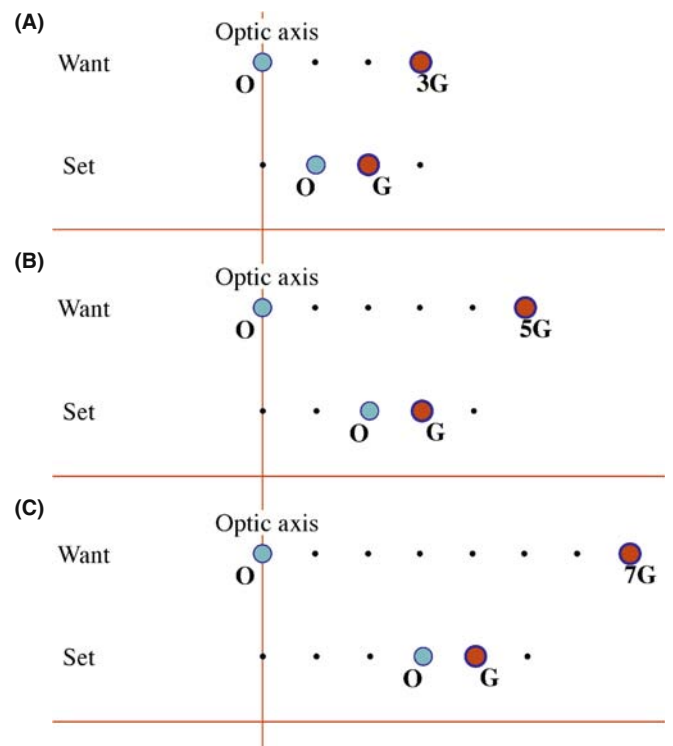 (A)
Optic axis
Want
O
3G
Set
O
G
(B)
Optic axis
Want
O
5G
Set
O
G
(C)
Optic axis
Want
O
7G
Set
O
G